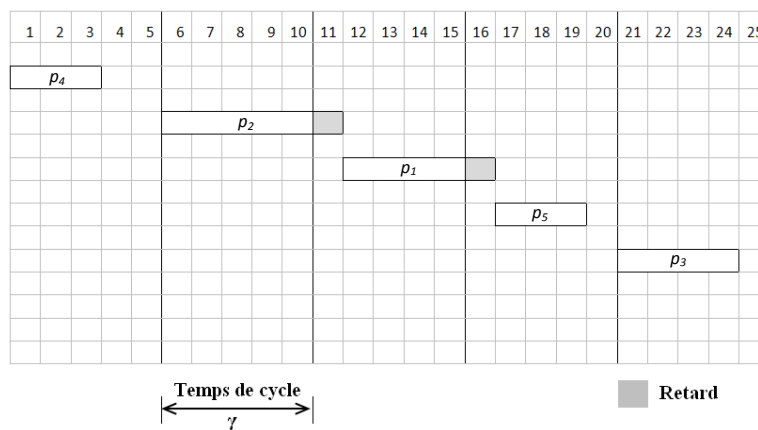 1 2 3 4 5 6 7 8 9 10 11 12 13 14 15 16 17 18 19 20 21 22 23 24 25
p₄
p₂
p₁
p₅
p₃
Temps de cycle
γ
Retard